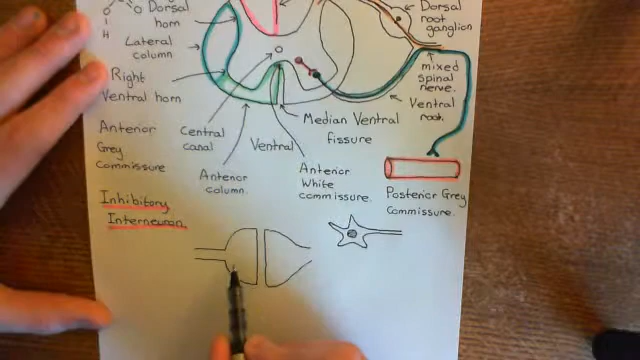 Dorsal
horn
Lateral
column
Right
Ventral horn
Anterior
Grey
Commissure
Inhibitory
Interneuron
Central
canal
Ventral
Anterior
column.
Median Ventral
fissure
Anterior
White
commissure.
Dorsal
root
ganglion
mixed
spinal
nerve.
Ventral
root.
Posterior Grey
Commissure.
H